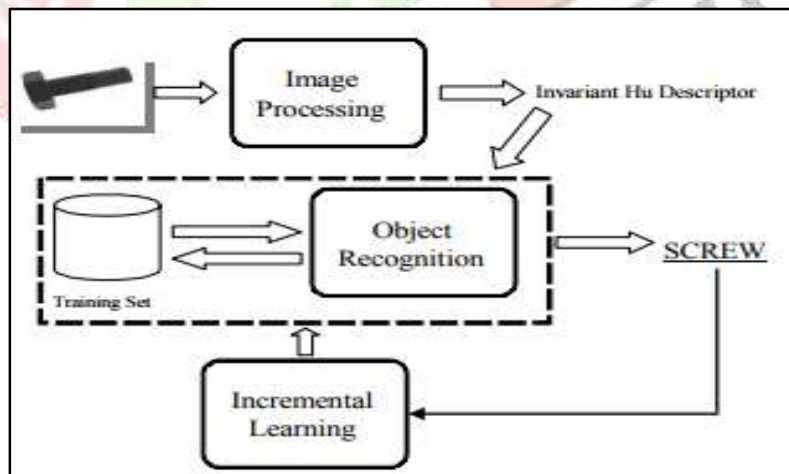 Image
Processing
Invariant Hu Descriptor
Object
Recognition
Training Set
SCREW
Incremental
Learning